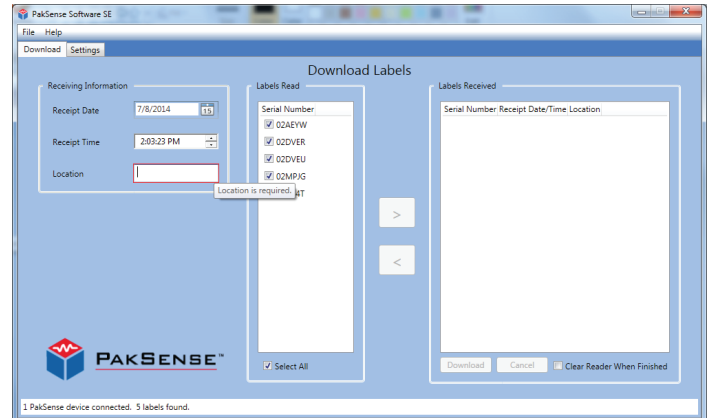 PakSense Software SE
File Help
Download Settings
Download Labels
Receiving Information
Receipt Date 7/8/2014 15
Receipt Time 2:03:23 PM
Location
Location is required.
Labels Read
Serial Number
02AEYW
02DVER
02DVEU
02MPJG
4T
Select All
>
<
Labels Received
Serial Number Receipt Date/Time Location
Download Cancel Clear Reader When Finished
PAKSENSE™
1 PakSense device connected. 5 labels found.